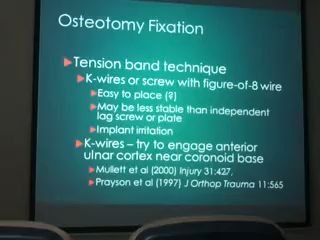 Osteotomy Fixation
Tension band technique
K-wires or screw with figure-of-8 wire
Easy to place (?)
May be less stable than independent
lag screw or plate
Implant irritation
K-wires – try to engage anterior
ulnar cortex near coronoid base
Mullett et al (2000) Injury 31:427,
Prayson et al (1997) J Orthop Trauma 11:565